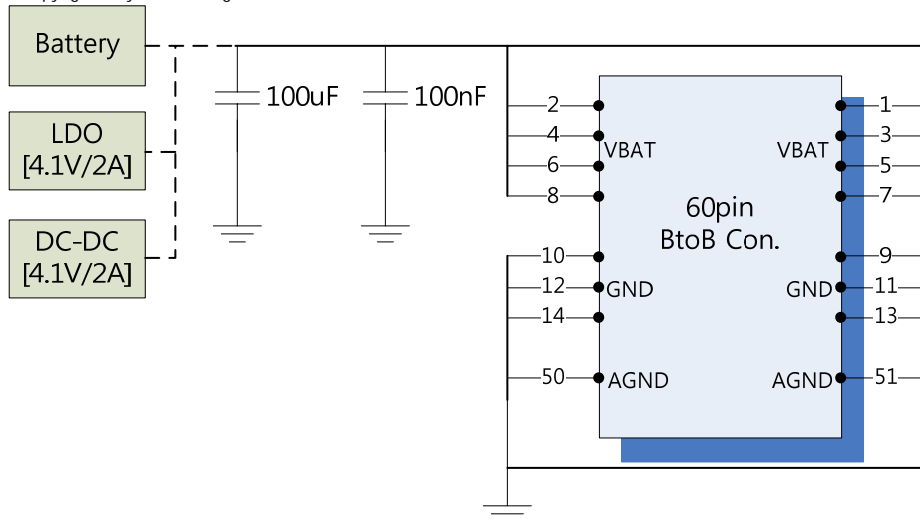 Battery
LDO
[4.1V/2A]
DC-DC
[4.1V/2A]
100uF
100nF
2
4
6
8
10
12
14
50
VBAT
GND
AGND
60pin
BtoB Con.
VBAT
GND
AGND
1
3
5
7
9
11
13
51